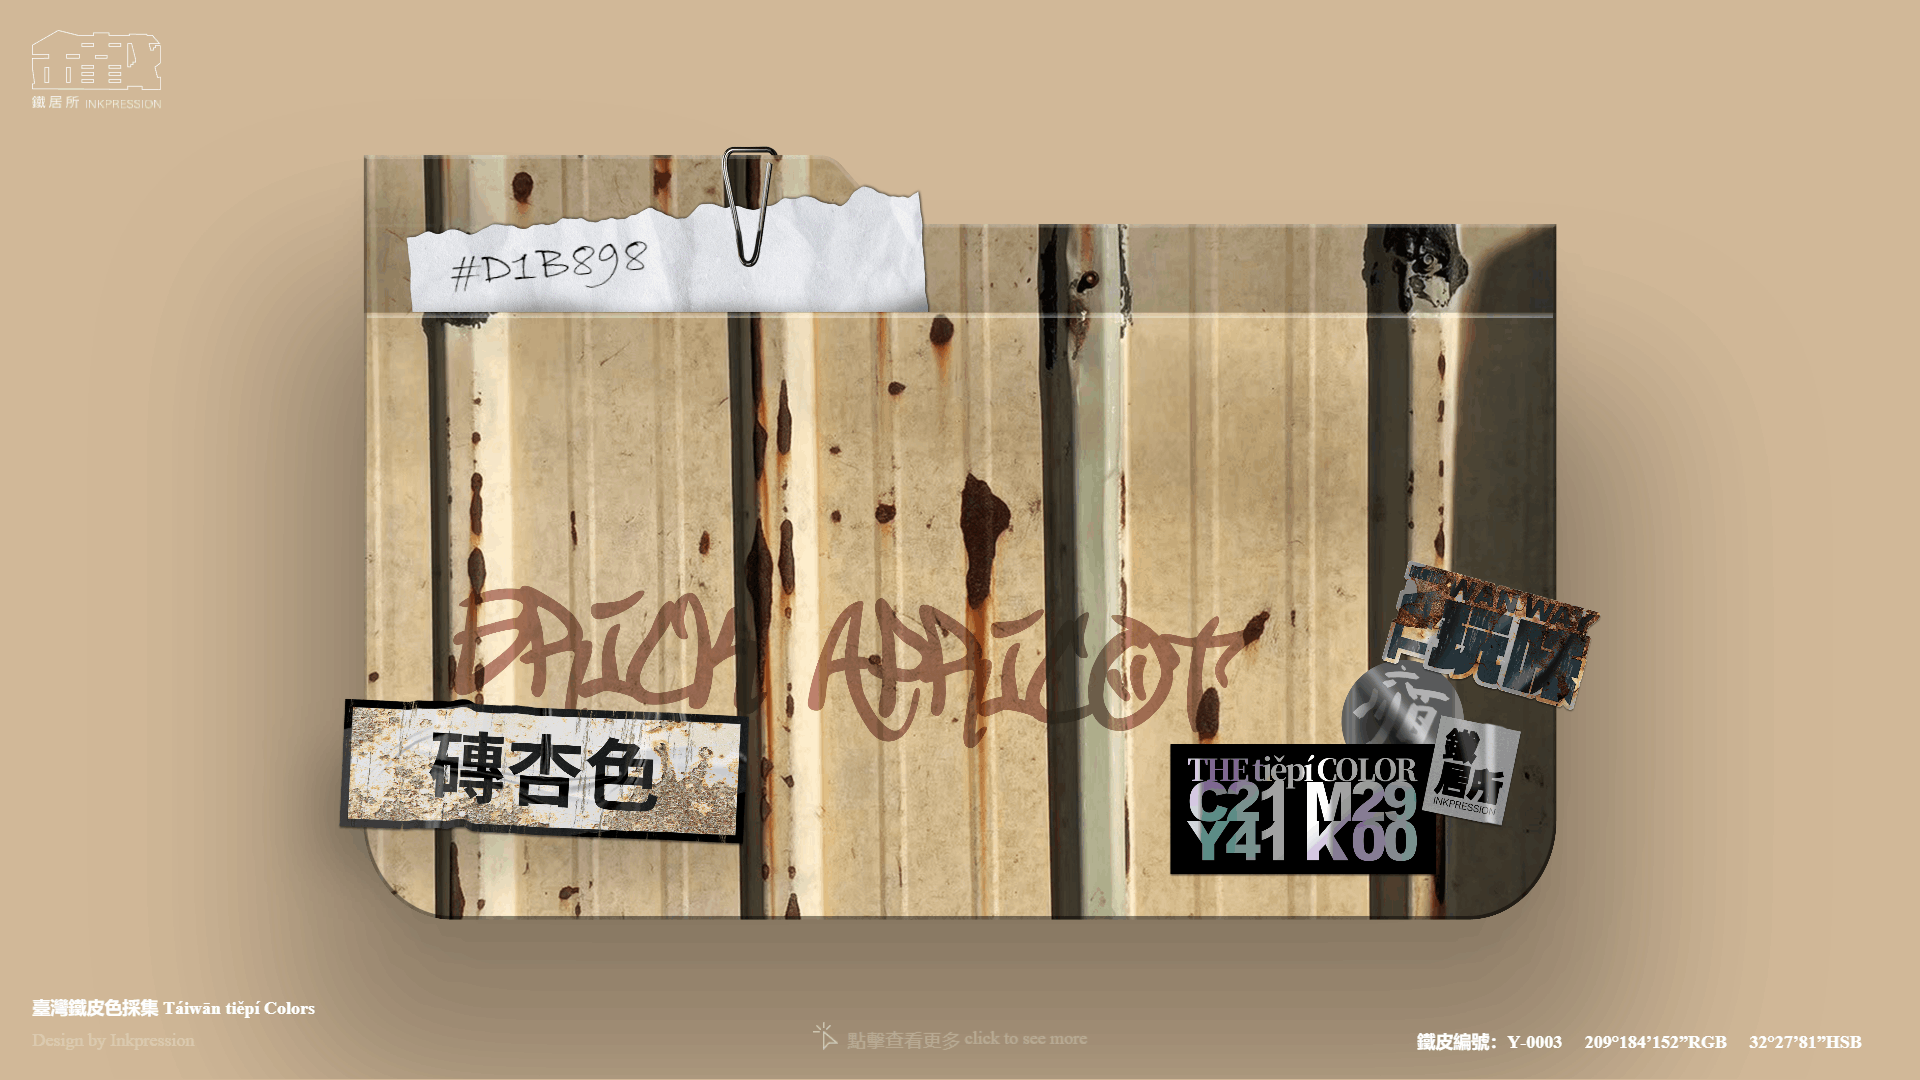 鐵居所 INKPRESSION
#D1B898
BRiCK APRiCOT
磚杏色
TAIWAN WAY
THE tiěpí COLOR
C21 M29
Y41 K00
鐵居所
INKPRESSION
臺灣鐵皮色採集 Táiwān tiěpí Colors
Design by Inkpression
點擊查看更多 click to see more
鐵皮編號：Y-0003 209°184’152”RGB 32°27’81”HSB